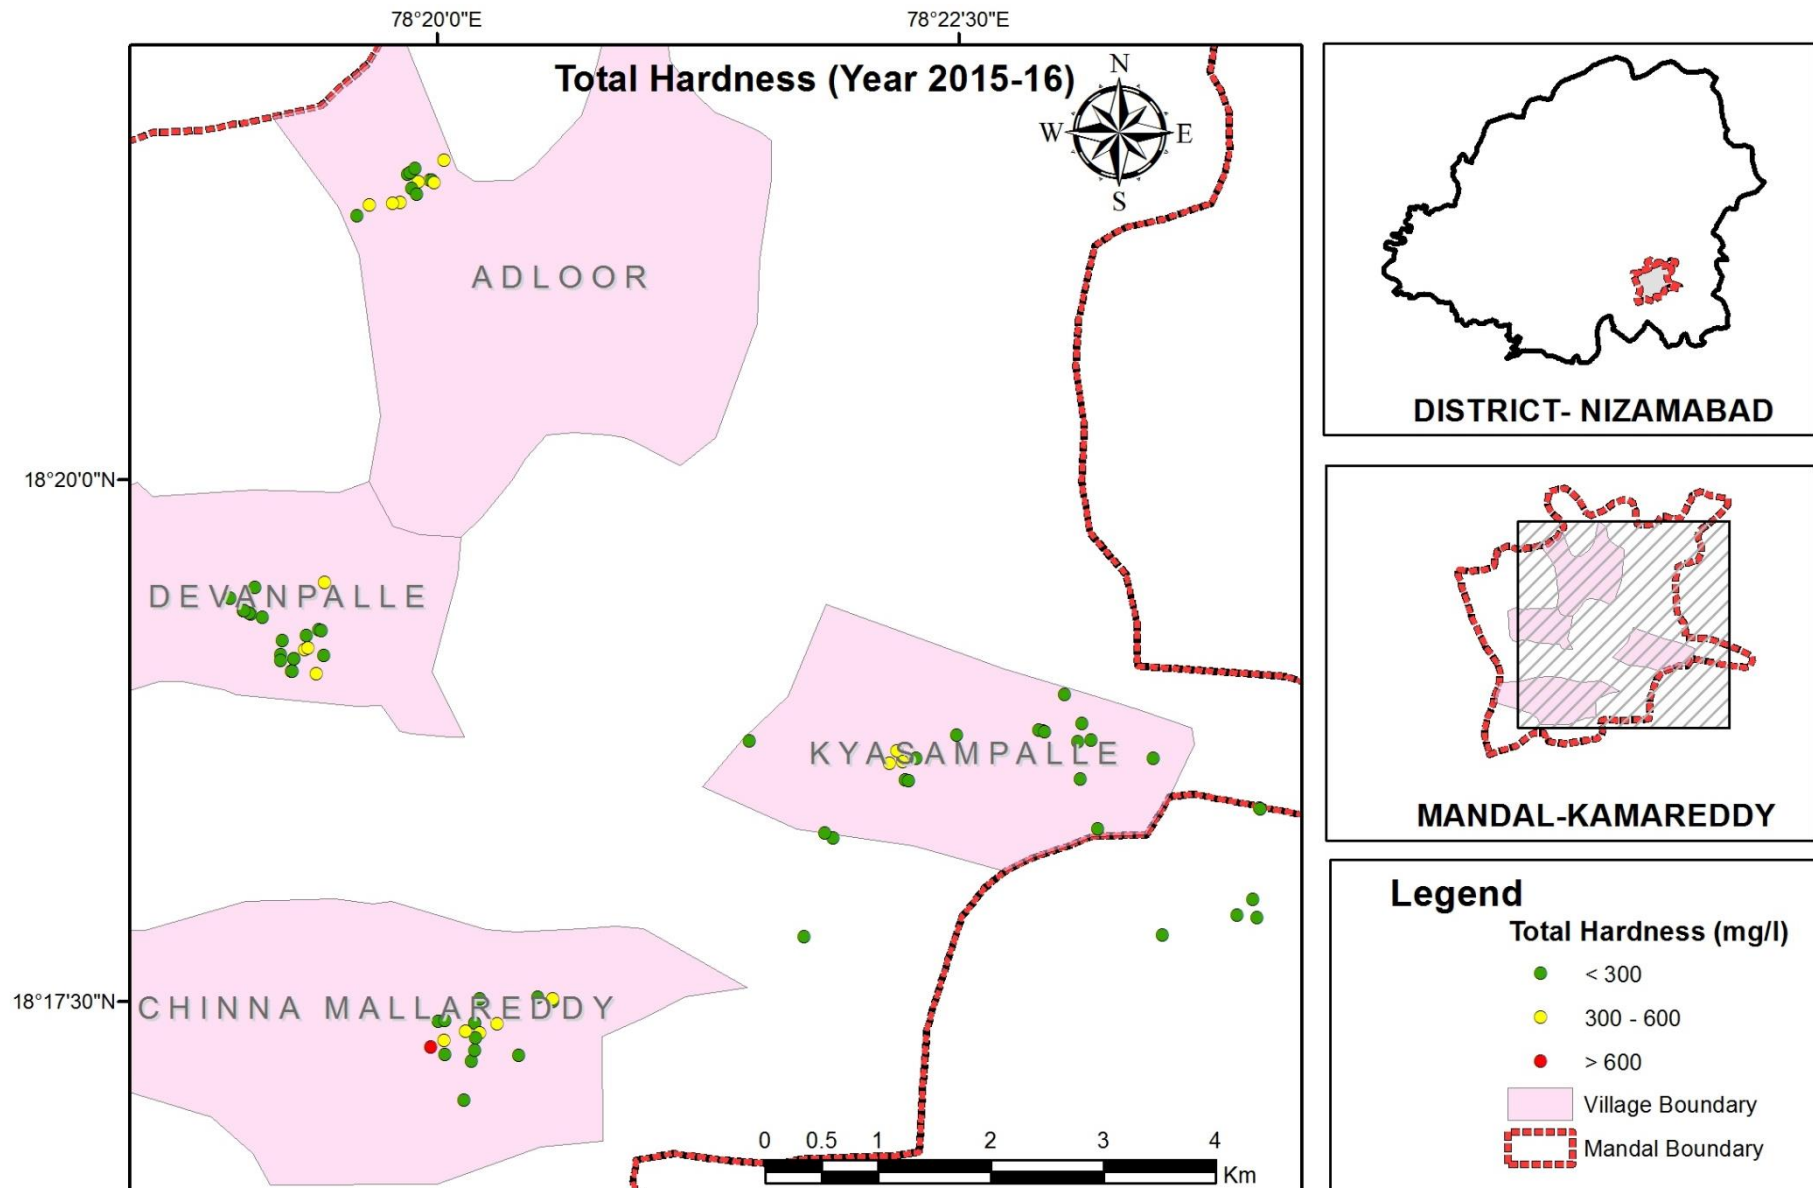 78°20'0"E
78°22'30"E
Total Hardness (Year 2015-16)
N
W
E
S
ADLOOR
18°20'0"N
DEVANPALLE
KYASAMPALLE
18°17'30"N
CHINNA MALLAREDDY
0 0.5 1 2 3 4
Km
DISTRICT- NIZAMABAD
MANDAL-KAMAREDDY
Legend
Total Hardness (mg/l)
< 300
300 - 600
> 600
Village Boundary
Mandal Boundary